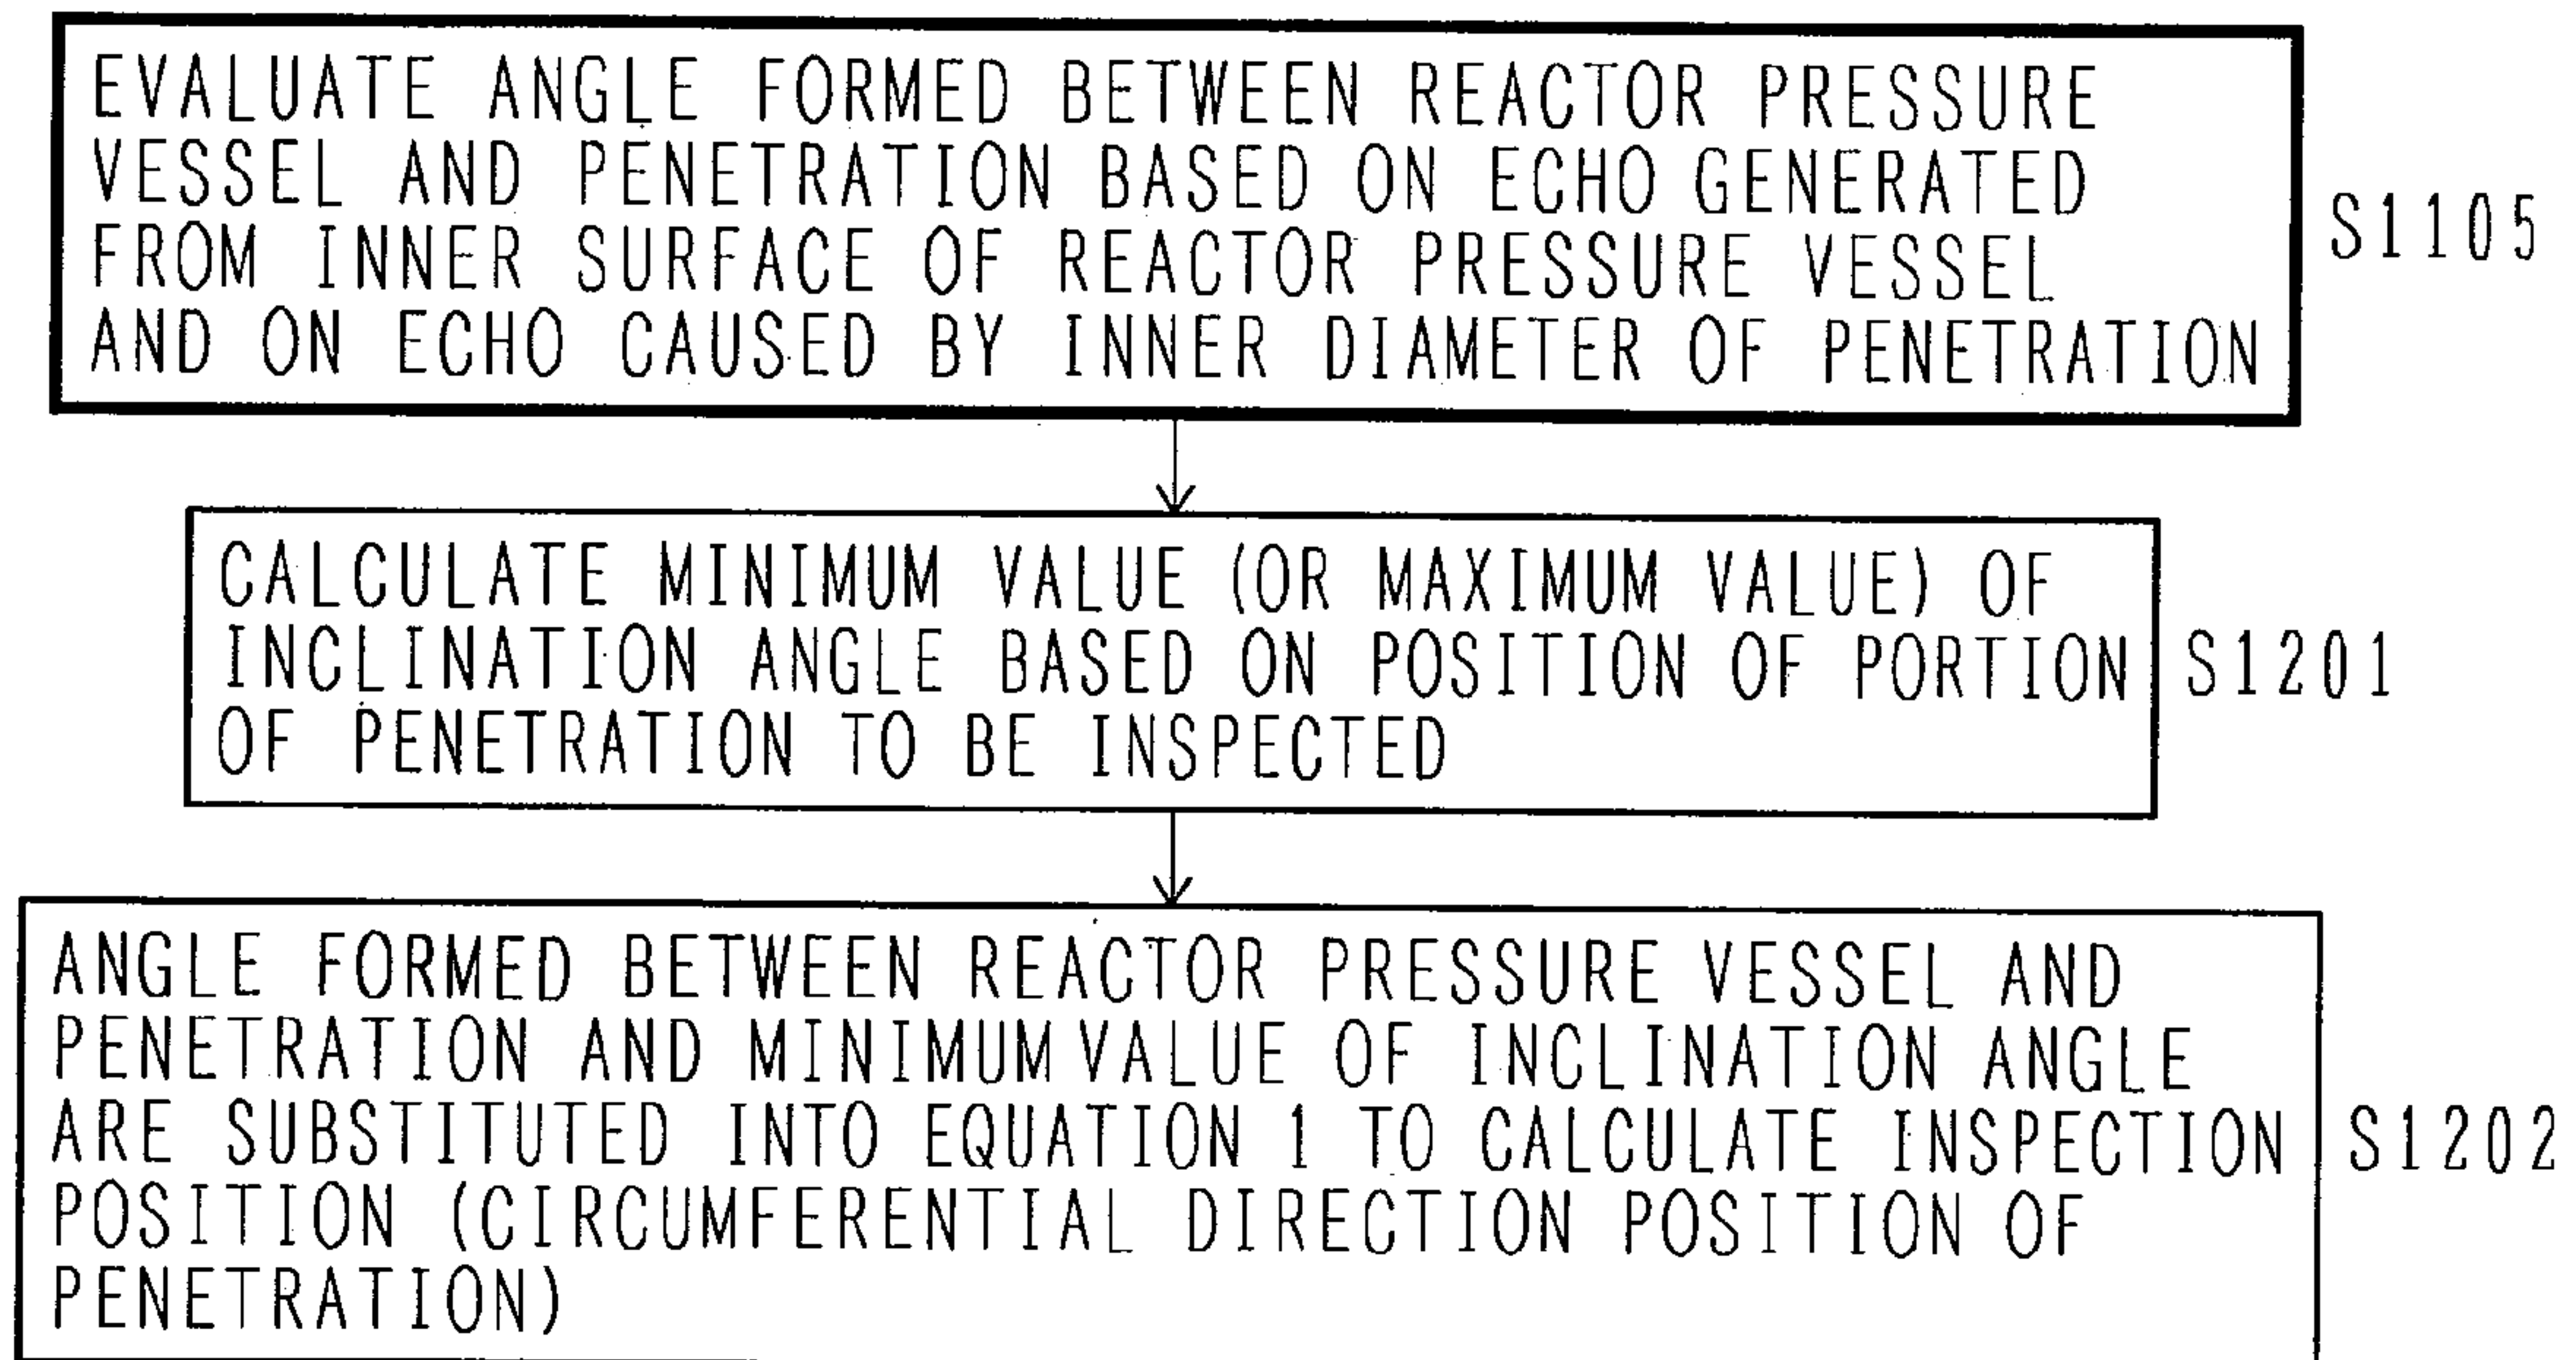 EVALUATE ANGLE FORMED BETWEEN REACTOR PRESSURE
VESSEL AND PENETRATION BASED ON ECHO GENERATED
FROM INNER SURFACE OF REACTOR PRESSURE VESSEL
AND ON ECHO CAUSED BY INNER DIAMETER OF PENETRATION
S1105
CALCULATE MINIMUM VALUE (OR MAXIMUM VALUE) OF
INCLINATION ANGLE BASED ON POSITION OF PORTION
OF PENETRATION TO BE INSPECTED
S1201
ANGLE FORMED BETWEEN REACTOR PRESSURE VESSEL AND
PENETRATION AND MINIMUM VALUE OF INCLINATION ANGLE
ARE SUBSTITUTED INTO EQUATION 1 TO CALCULATE INSPECTION
POSITION (CIRCUMFERENTIAL DIRECTION POSITION OF
PENETRATION)
S1202